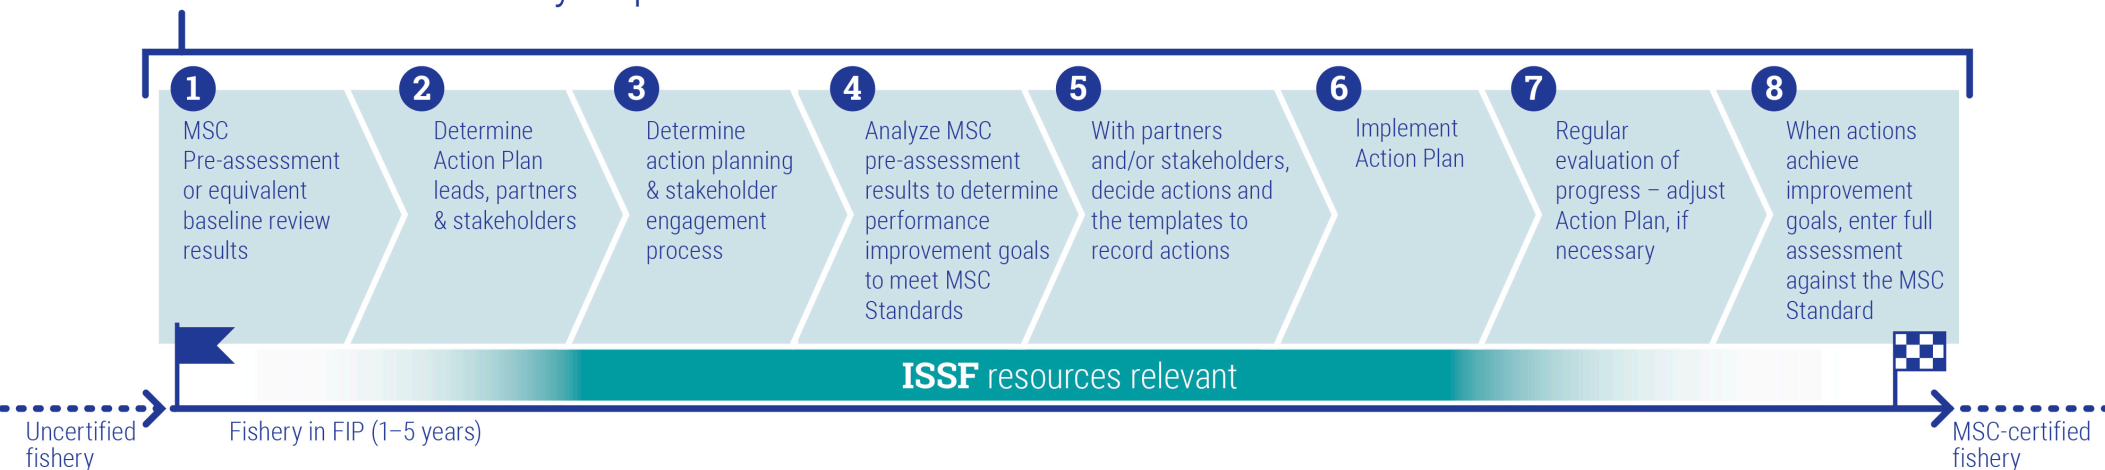 1
MSC
Pre-assessment
or equivalent
baseline review
results
2
Determine
Action Plan
leads, partners
& stakeholders
3
Determine
action planning
& stakeholder
engagement
process
4
Analyze MSC
pre-assessment
results to determine
performance
improvement goals
to meet MSC
Standards
5
With partners
and/or stakeholders,
decide actions and
the templates to
record actions
6
Implement
Action Plan
7
Regular
evaluation of
progress – adjust
Action Plan, if
necessary
8
When actions
achieve
improvement
goals, enter full
assessment
against the MSC
Standard
ISSF resources relevant
Uncertified
fishery
Fishery in FIP (1–5 years)
MSC-certified
fishery